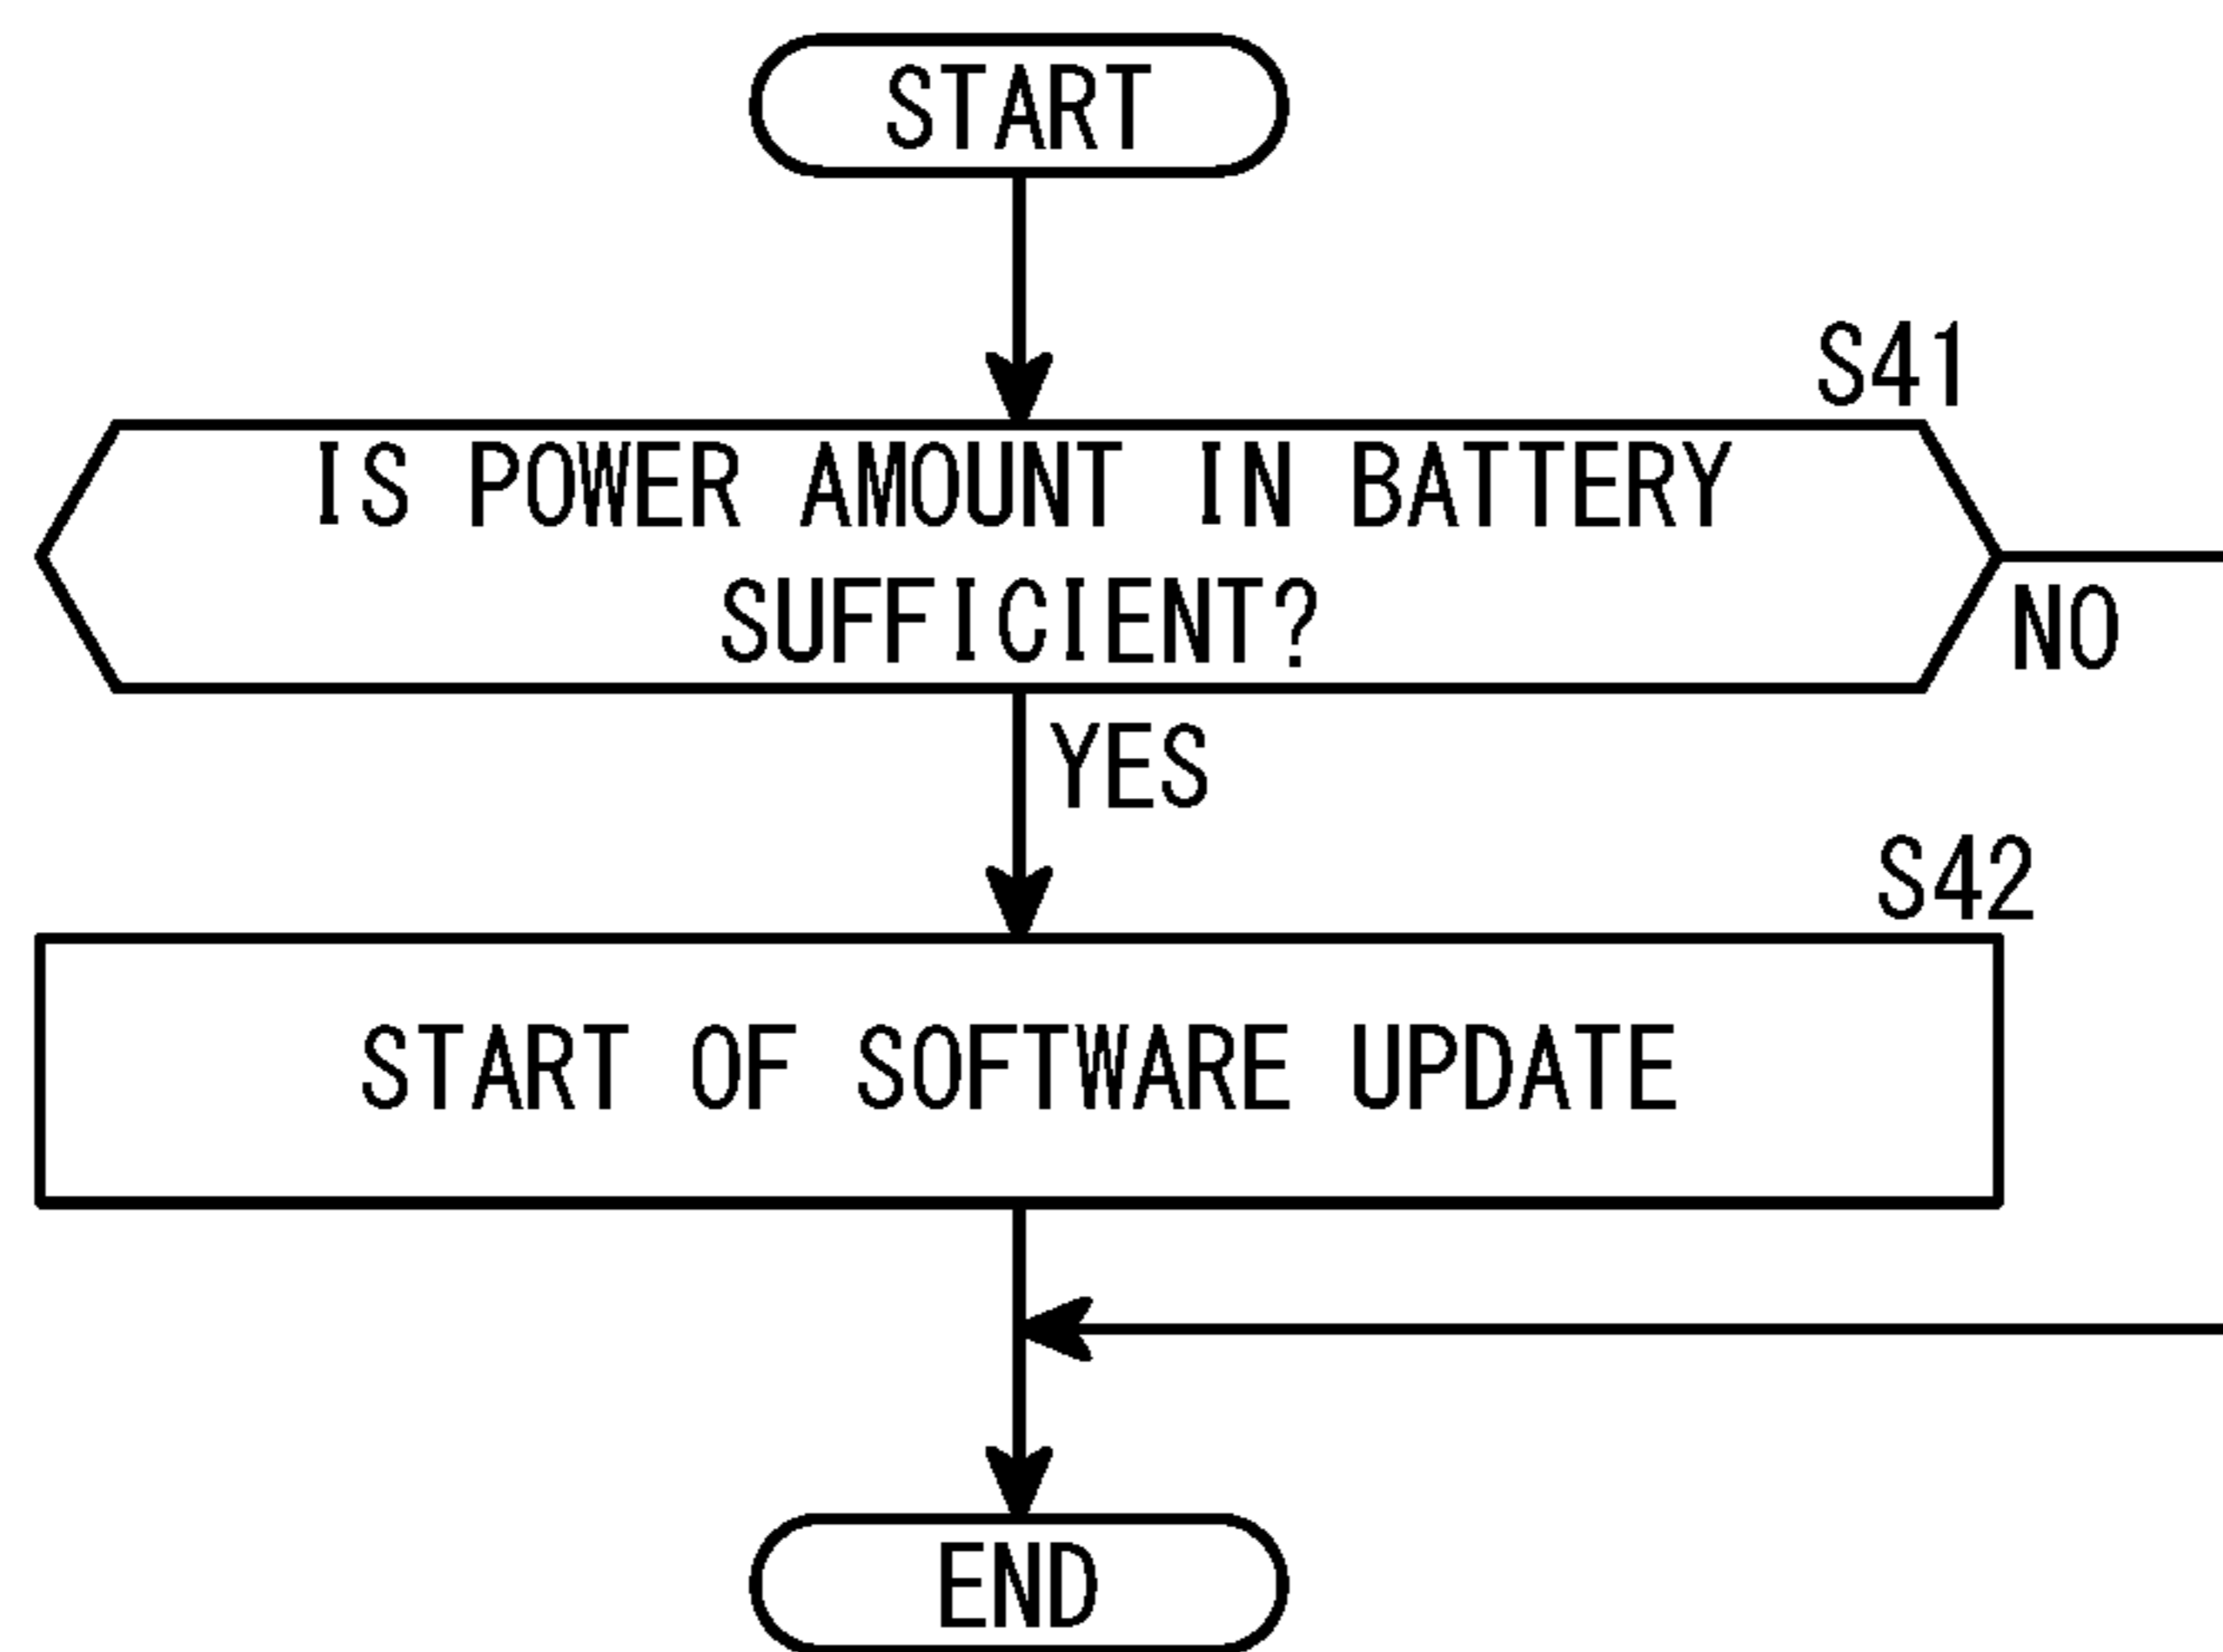 START
S41
IS POWER AMOUNT IN BATTERY
SUFFICIENT?
NO
YES
S42
START OF SOFTWARE UPDATE
END